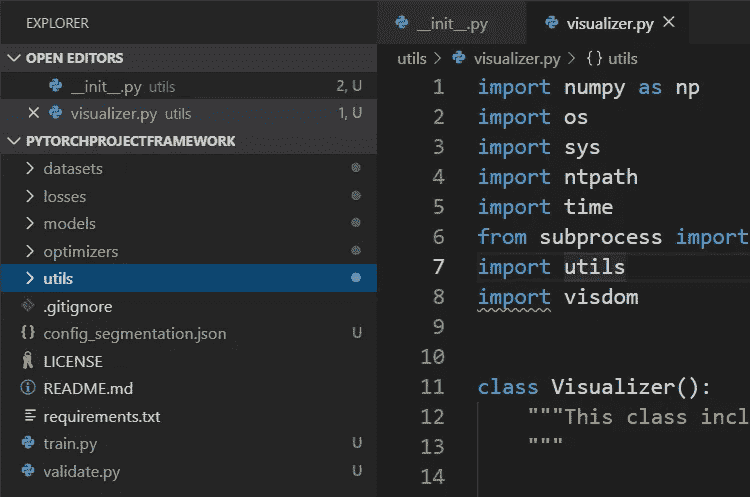 EXPLORER
OPEN EDITORS
__init__.py utils 2, U
visualizer.py utils 1, U
PYTORCHPROJECTFRAMEWORK
datasets
losses
models
optimizers
utils
.gitignore
config_segmentation.json U
LICENSE
README.md
requirements.txt
train.py U
validate.py U
__init__.py visualizer.py
utils > visualizer.py > {} utils
1 import numpy as np
2 import os
3 import sys
4 import ntpath
5 import time
6 from subprocess import
7 import utils
8 import visdom
9
10
11 class Visualizer():
12 """This class incl
13 """
14